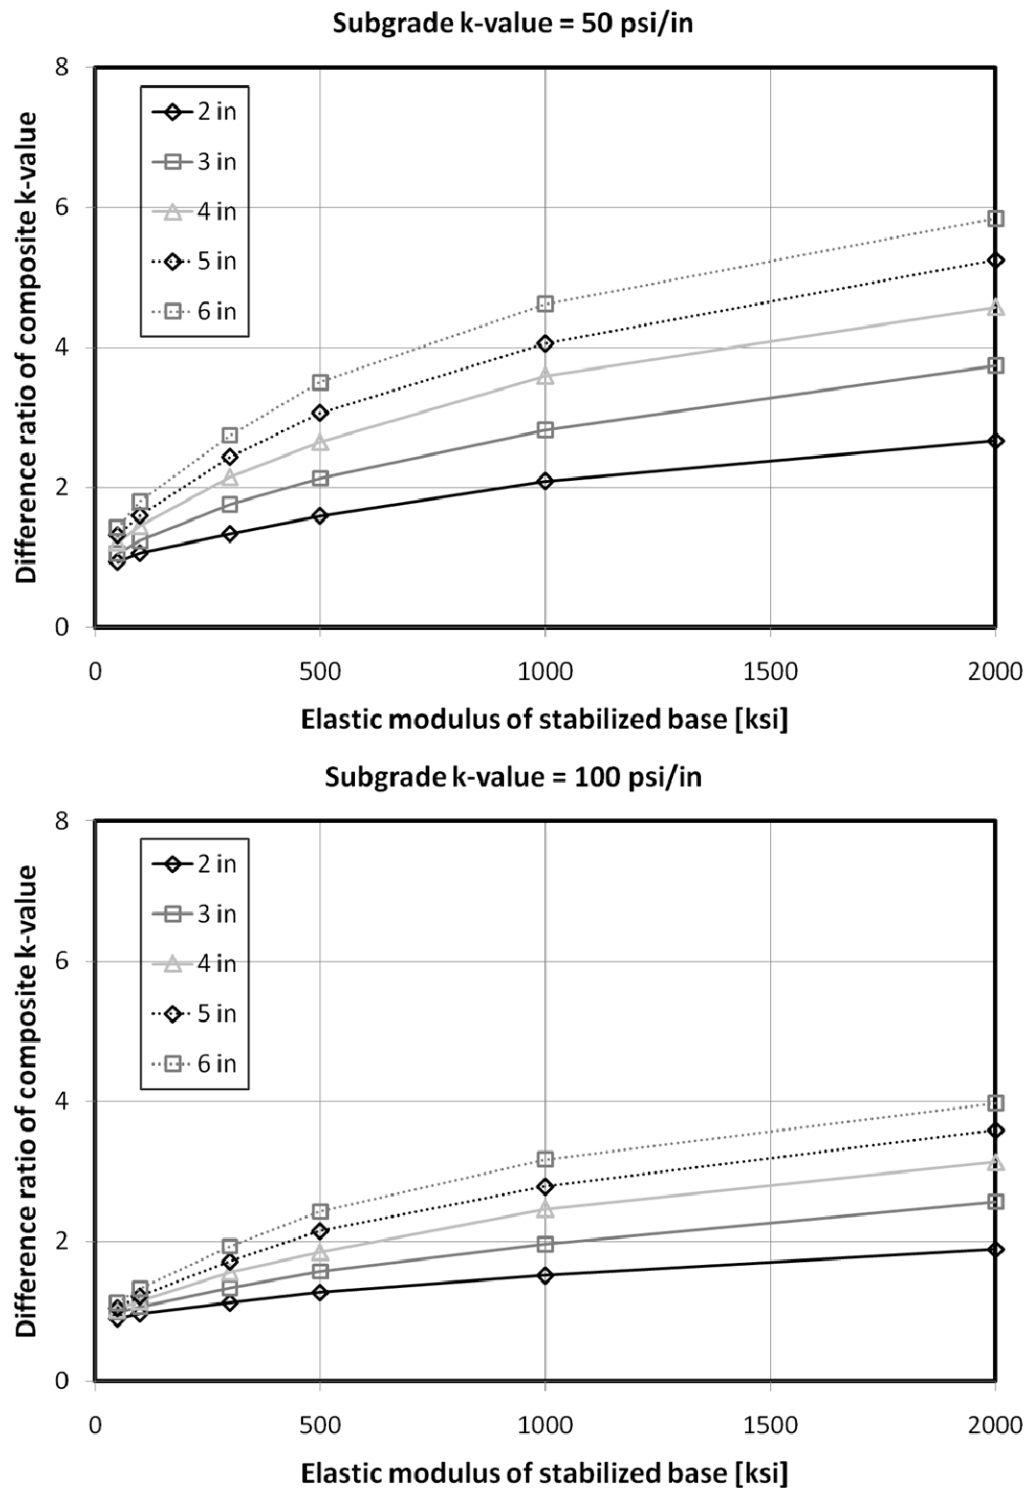 Subgrade k-value = 50 psi/in
Difference ratio of composite k-value
8
6
4
2
0
2 in
3 in
4 in
5 in
6 in
0 500 1000 1500 2000
Elastic modulus of stabilized base [ksi]
Subgrade k-value = 100 psi/in
Difference ratio of composite k-value
8
6
4
2
0
2 in
3 in
4 in
5 in
6 in
0 500 1000 1500 2000
Elastic modulus of stabilized base [ksi]